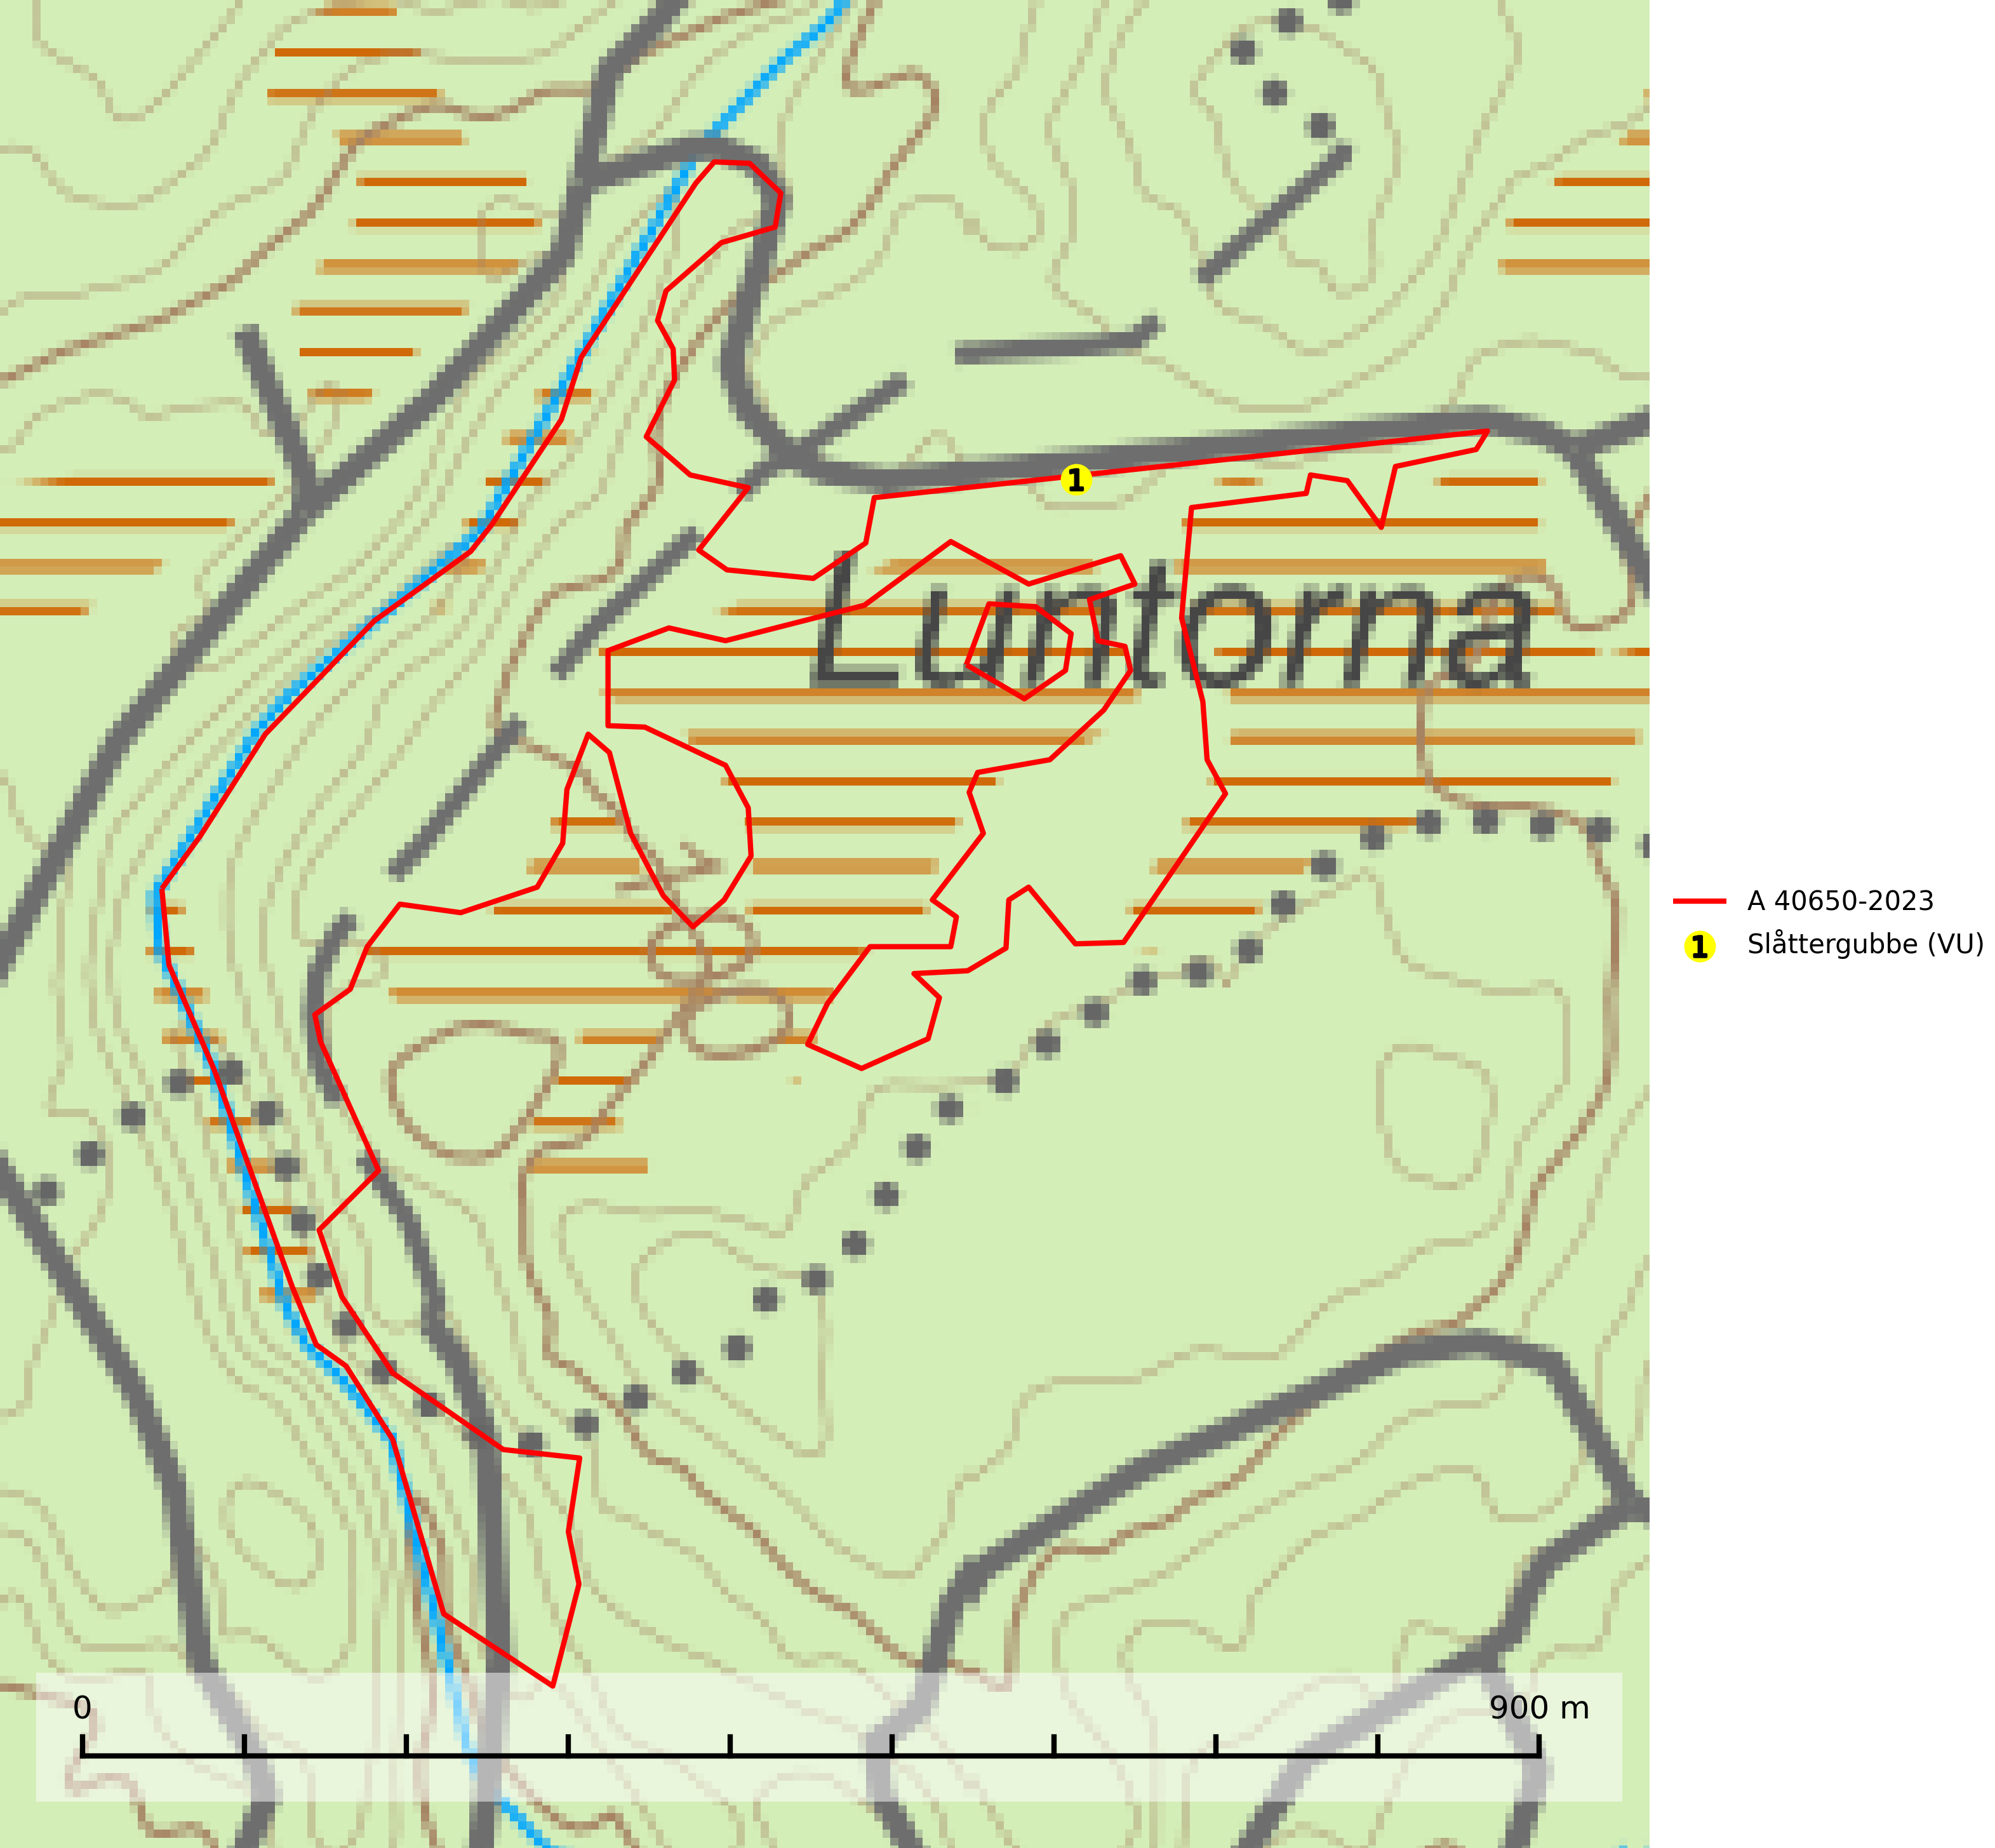 1
Luntorna
0
900 m
A 40650-2023
1 Slåttergubbe (VU)